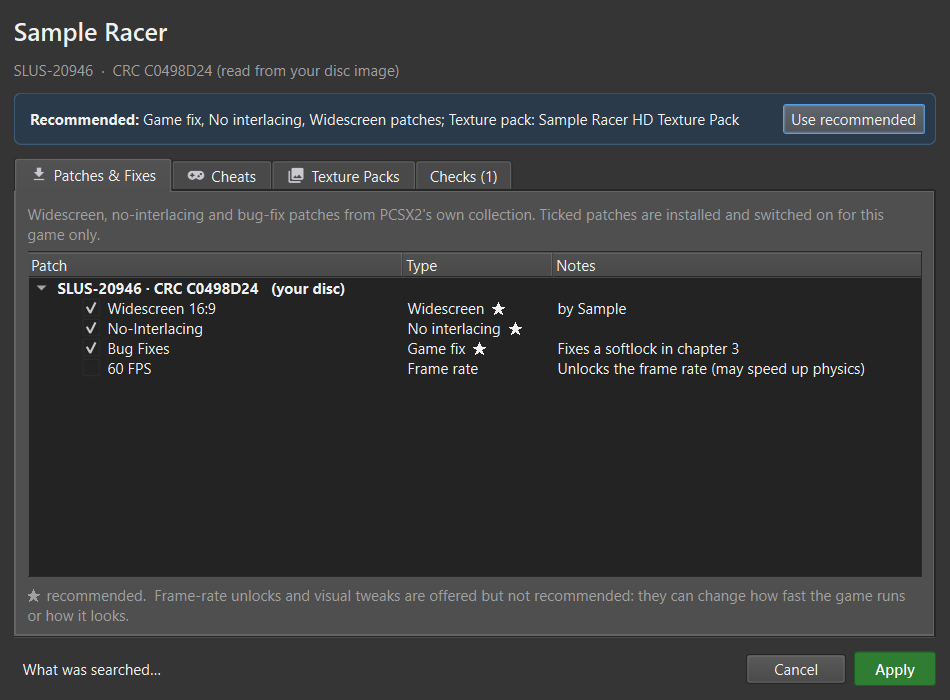 Sample Racer
SLUS-20946 · CRC C0498D24 (read from your disc image)
Recommended: Game fix, No interlacing, Widescreen patches; Texture pack: Sample Racer HD Texture Pack
Use recommended
Patches & Fixes
Cheats
Texture Packs
Checks (1)
Widescreen, no-interlacing and bug-fix patches from PCSX2's own collection. Ticked patches are installed and switched on for this
game only.
Patch Type Notes
SLUS-20946 · CRC C0498D24 (your disc)
✓ Widescreen 16:9 Widescreen ★ by Sample
✓ No-Interlacing No interlacing ★
✓ Bug Fixes Game fix ★ Fixes a softlock in chapter 3
60 FPS Frame rate Unlocks the frame rate (may speed up physics)
★ recommended. Frame-rate unlocks and visual tweaks are offered but not recommended: they can change how fast the game runs
or how it looks.
What was searched...
Cancel
Apply